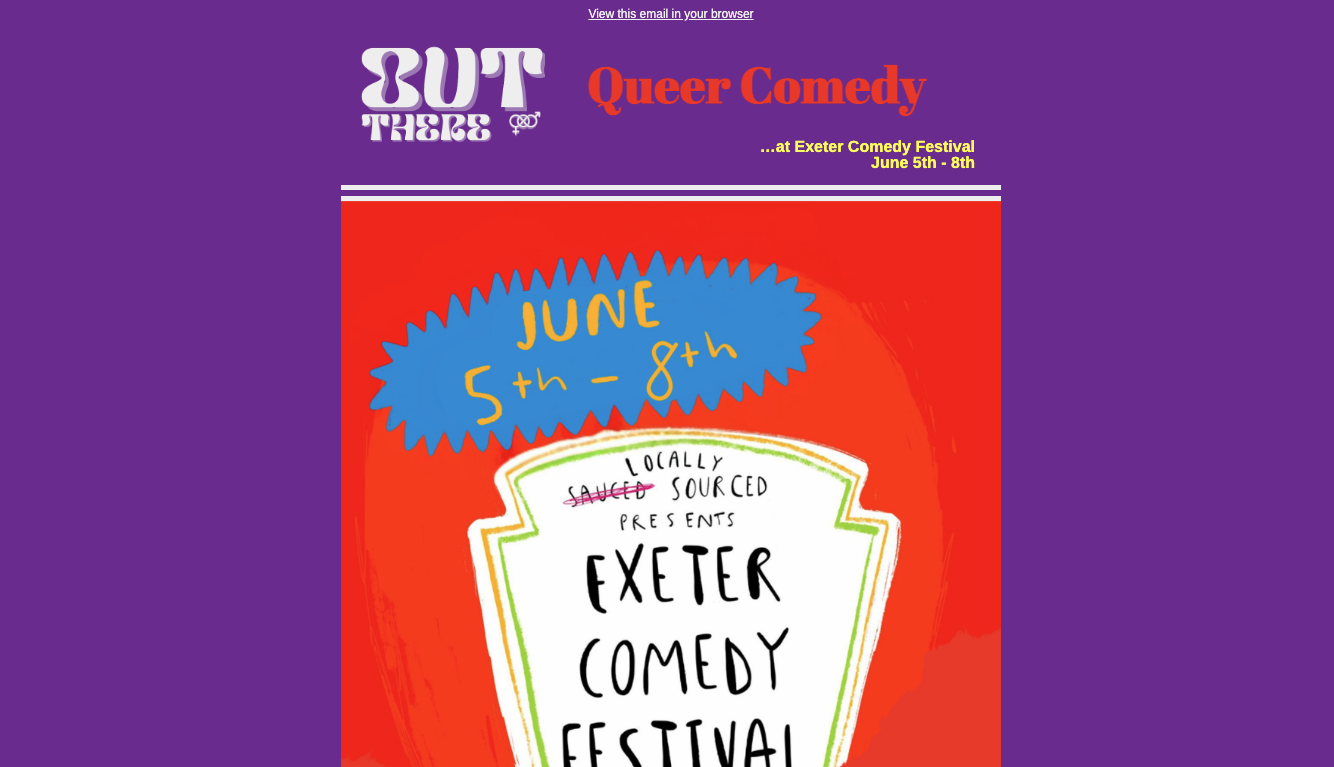 View this email in your browser
OUT
THERE
Queer Comedy
…at Exeter Comedy Festival
June 5th - 8th
JUNE
5th - 8th
LOCALLY
SAUCED SOURCED
PRESENTS
EXETER
COMEDY
FESTIVAL